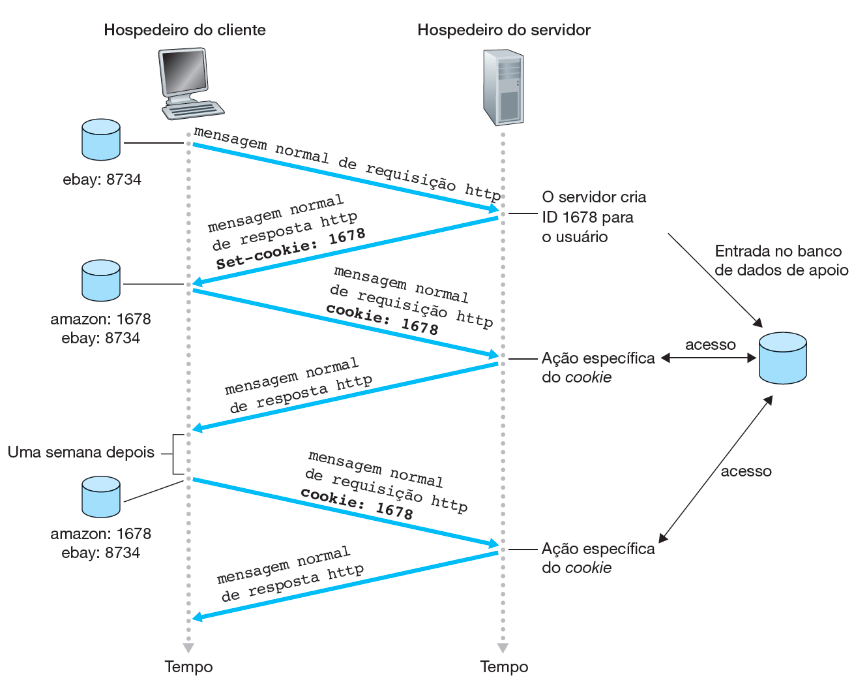 Hospedeiro do cliente
Hospedeiro do servidor
mensagem normal de requisição http
ebay: 8734
O servidor cria
ID 1678 para
o usuário
mensagem normal
de resposta http
Set-cookie: 1678
Entrada no banco
de dados de apoio
amazon: 1678
ebay: 8734
mensagem normal
de requisição http
cookie: 1678
acesso
Ação específica
do cookie
mensagem normal
de resposta http
Uma semana depois
mensagem normal
de requisição http
cookie: 1678
acesso
amazon: 1678
ebay: 8734
Ação específica
do cookie
mensagem normal
de resposta http
Tempo
Tempo